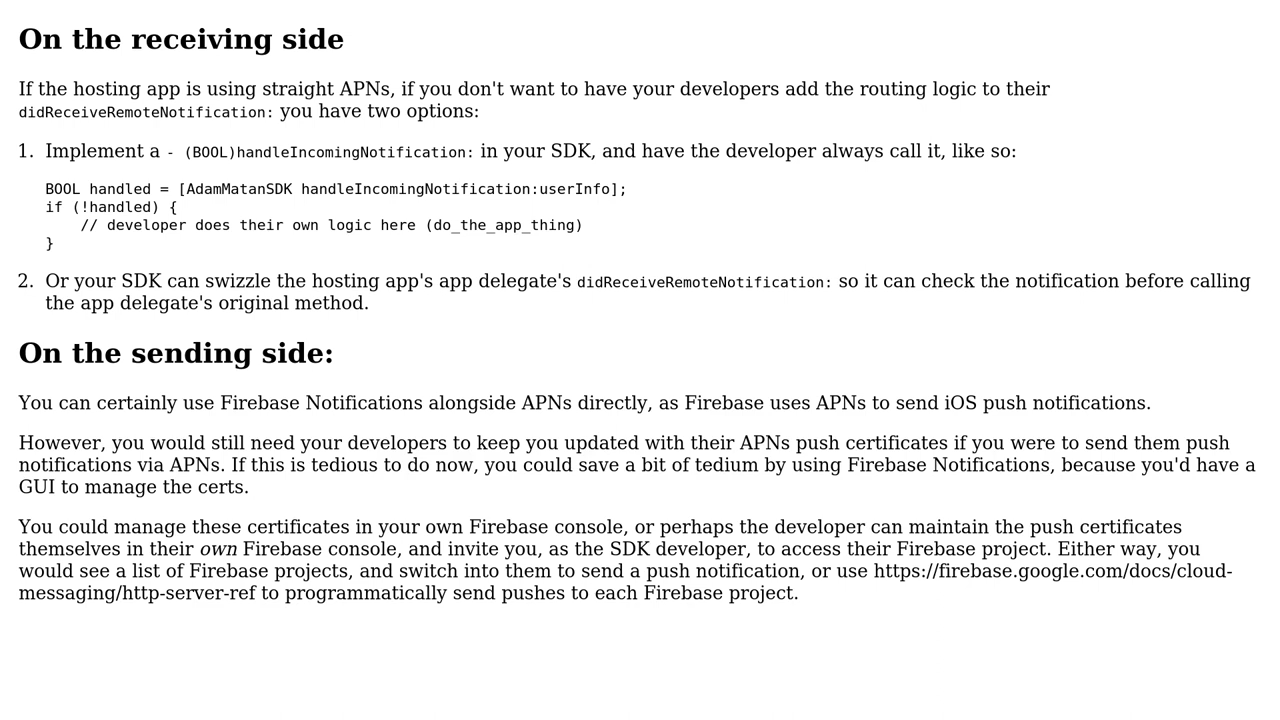 On the receiving side
If the hosting app is using straight APNs, if you don't want to have your developers add the routing logic to their
didReceiveRemoteNotification: you have two options:
1. Implement a - (BOOL)handleIncomingNotification: in your SDK, and have the developer always call it, like so:
BOOL handled = [AdamMatanSDK handleIncomingNotification:userInfo];
if (!handled) {
    // developer does their own logic here (do_the_app_thing)
}
2. Or your SDK can swizzle the hosting app's app delegate's didReceiveRemoteNotification: so it can check the notification before calling
the app delegate's original method.
On the sending side:
You can certainly use Firebase Notifications alongside APNs directly, as Firebase uses APNs to send iOS push notifications.
However, you would still need your developers to keep you updated with their APNs push certificates if you were to send them push
notifications via APNs. If this is tedious to do now, you could save a bit of tedium by using Firebase Notifications, because you'd have a
GUI to manage the certs.
You could manage these certificates in your own Firebase console, or perhaps the developer can maintain the push certificates
themselves in their own Firebase console, and invite you, as the SDK developer, to access their Firebase project. Either way, you
would see a list of Firebase projects, and switch into them to send a push notification, or use https://firebase.google.com/docs/cloud-
messaging/http-server-ref to programmatically send pushes to each Firebase project.